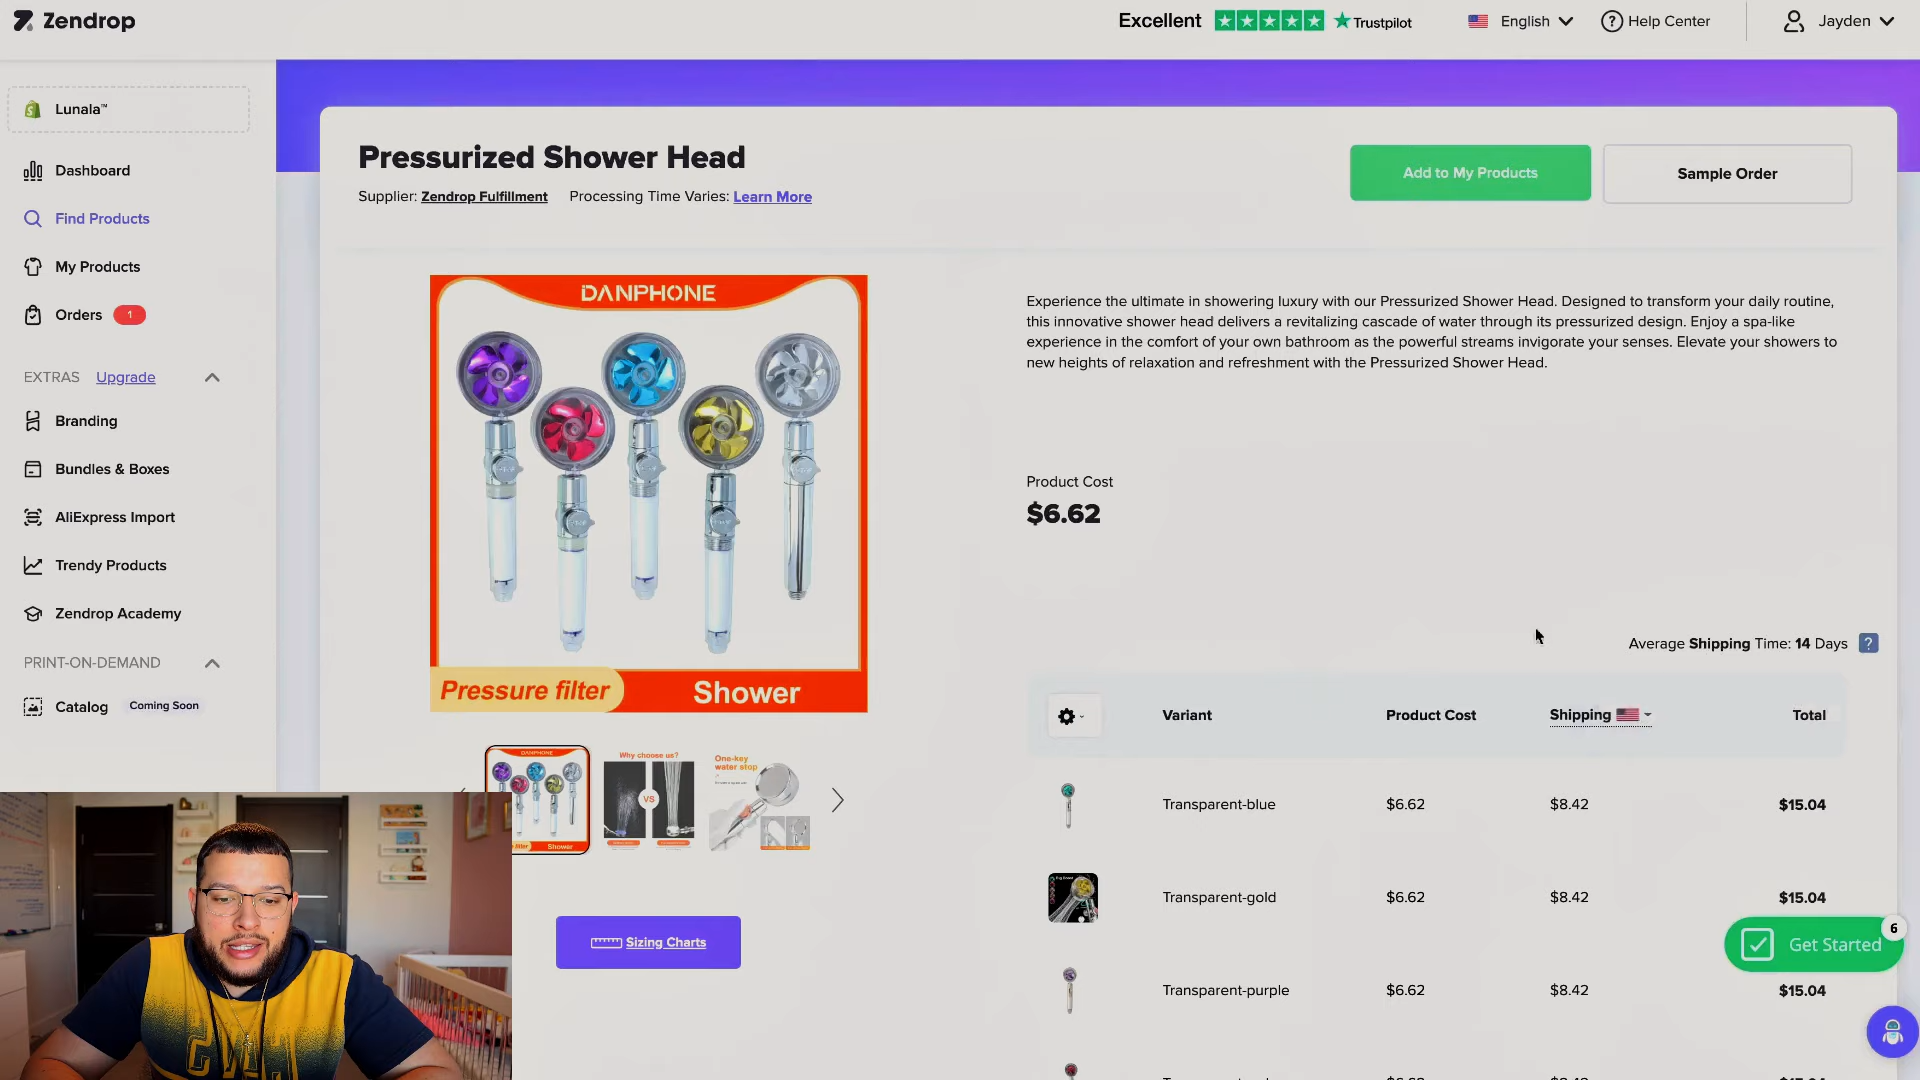 Zendrop
Excellent
Trustpilot
English
Help Center
Jayden
Lunala™
Dashboard
Find Products
My Products
Orders
1
EXTRAS
Upgrade
Branding
Bundles & Boxes
AliExpress Import
Trendy Products
Zendrop Academy
PRINT-ON-DEMAND
Catalog
Coming Soon
Pressurized Shower Head
Supplier: Zendrop Fulfillment
Processing Time Varies: Learn More
Add to My Products
Sample Order
DANPHONE
Pressure filter
Shower
Why choose us?
VS
One-key
water stop
DANPHONE
Shower
Sizing Charts
Experience the ultimate in showering luxury with our Pressurized Shower Head. Designed to transform your daily routine,
this innovative shower head delivers a revitalizing cascade of water through its pressurized design. Enjoy a spa-like
experience in the comfort of your own bathroom as the powerful streams invigorate your senses. Elevate your showers to
new heights of relaxation and refreshment with the Pressurized Shower Head.
Product Cost
$6.62
Average Shipping Time: 14 Days
?
Variant
Product Cost
Shipping
Total
Transparent-blue
$6.62
$8.42
$15.04
Transparent-gold
$6.62
$8.42
$15.04
Transparent-purple
$6.62
$8.42
$15.04
Get Started
6